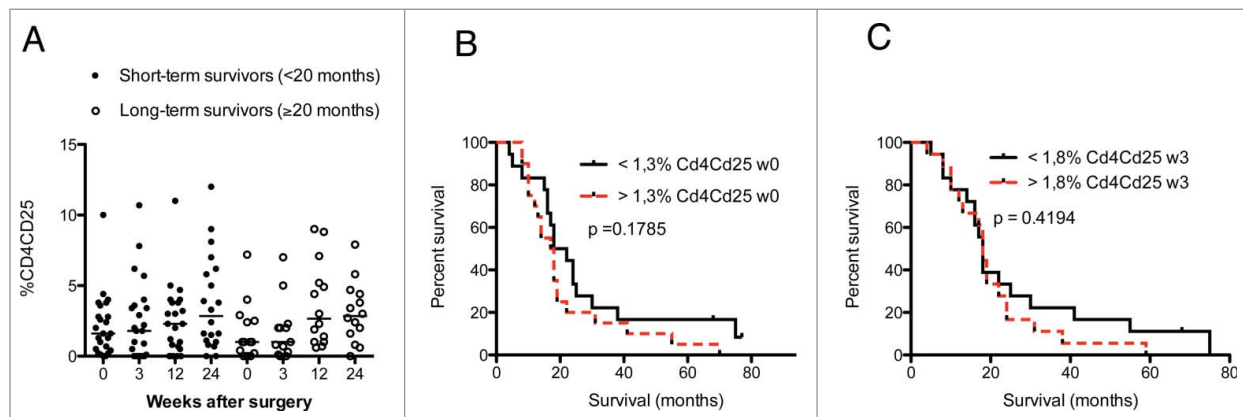 A
Short-term survivors (<20 months)
Long-term survivors (≥20 months)
15
10
5
0
%CD4CD25
0 3 12 24 0 3 12 24
Weeks after surgery
B
100
80
60
40
20
0
Percent survival
< 1,3% Cd4Cd25 w0
> 1,3% Cd4Cd25 w0
p =0.1785
0 20 40 60 80
Survival (months)
C
100
80
60
40
20
0
Percent survival
< 1,8% Cd4Cd25 w3
> 1,8% Cd4Cd25 w3
p = 0.4194
0 20 40 60 80
Survival (months)